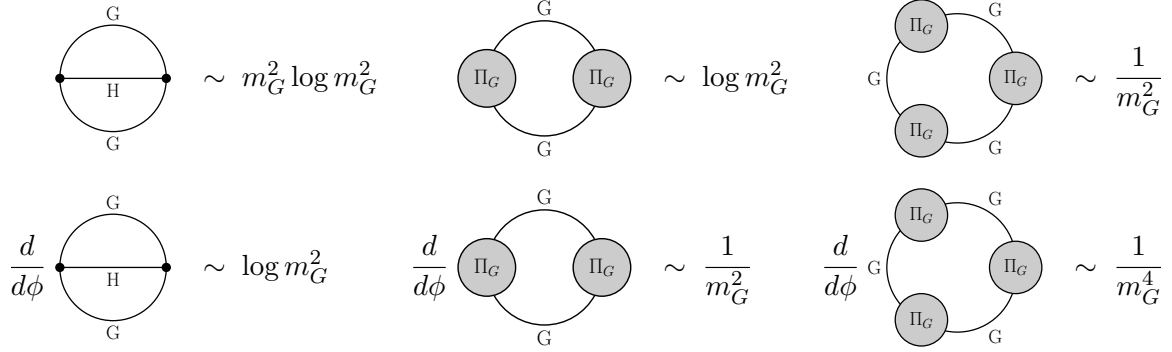 G G G
H ∼ m_G^2 log m_G^2 Π_G Π_G ∼ log m_G^2 Π_G G Π_G Π_G ∼ 1/m_G^2
G G G
d/dϕ G H G ∼ log m_G^2
d/dϕ G Π_G Π_G G ∼ 1/m_G^2
d/dϕ G Π_G G Π_G Π_G G ∼ 1/m_G^4